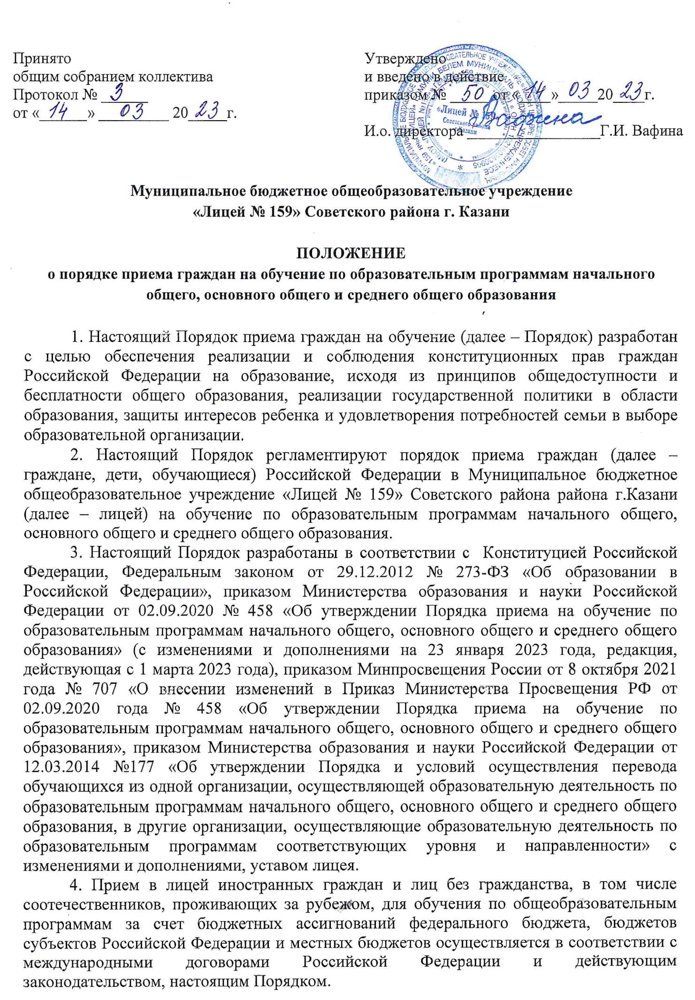 Принято
общим собранием коллектива
Протокол № 3
от « 14 » 03 20 23 г.
Утверждено
и введено в действие
приказом № 50 от « 14 » 03 20 23 г.
«Лицей № 159»
Советского района
г. Казани
Вафина
И.о. директора Г.И. Вафина
Муниципальное бюджетное общеобразовательное учреждение
«Лицей № 159» Советского района г. Казани
ПОЛОЖЕНИЕ
о порядке приема граждан на обучение по образовательным программам начального
общего, основного общего и среднего общего образования
1. Настоящий Порядок приема граждан на обучение (далее – Порядок) разработан
с целью обеспечения реализации и соблюдения конституционных прав граждан
Российской Федерации на образование, исходя из принципов общедоступности и
бесплатности общего образования, реализации государственной политики в области
образования, защиты интересов ребенка и удовлетворения потребностей семьи в выборе
образовательной организации.
2. Настоящий Порядок регламентируют порядок приема граждан (далее –
граждане, дети, обучающиеся) Российской Федерации в Муниципальное бюджетное
общеобразовательное учреждение «Лицей № 159» Советского района района г.Казани
(далее – лицей) на обучение по образовательным программам начального общего,
основного общего и среднего общего образования.
3. Настоящий Порядок разработаны в соответствии с Конституцией Российской
Федерации, Федеральным законом от 29.12.2012 № 273-ФЗ «Об образовании в
Российской Федерации», приказом Министерства образования и науки Российской
Федерации от 02.09.2020 № 458 «Об утверждении Порядка приема на обучение по
образовательным программам начального общего, основного общего и среднего общего
образования» (с изменениями и дополнениями на 23 января 2023 года, редакция,
действующая с 1 марта 2023 года), приказом Минпросвещения России от 8 октября 2021
года № 707 «О внесении изменений в Приказ Министерства Просвещения РФ от
02.09.2020 года № 458 «Об утверждении Порядка приема на обучение по
образовательным программам начального общего, основного общего и среднего общего
образования», приказом Министерства образования и науки Российской Федерации от
12.03.2014 №177 «Об утверждении Порядка и условий осуществления перевода
обучающихся из одной организации, осуществляющей образовательную деятельность по
образовательным программам начального общего, основного общего и среднего общего
образования, в другие организации, осуществляющие образовательную деятельность по
образовательным программам соответствующих уровня и направленности» с
изменениями и дополнениями, уставом лицея.
4. Прием в лицей иностранных граждан и лиц без гражданства, в том числе
соотечественников, проживающих за рубежом, для обучения по общеобразовательным
программам за счет бюджетных ассигнований федерального бюджета, бюджетов
субъектов Российской Федерации и местных бюджетов осуществляется в соответствии с
международными договорами Российской Федерации и действующим
законодательством, настоящим Порядком.